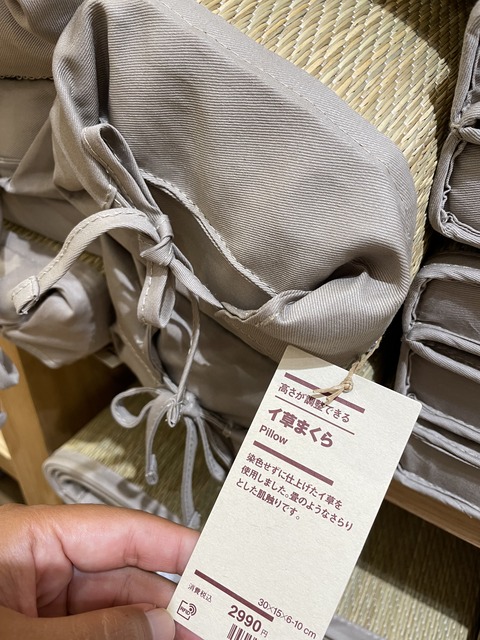 高さが調整できる
イ草まくら
Pillow
染色せずに仕上げたイ草を
使用しました。畳のようなさらり
とした肌触りです。
30×15×6-10 cm
消費税込 2990円
RFID